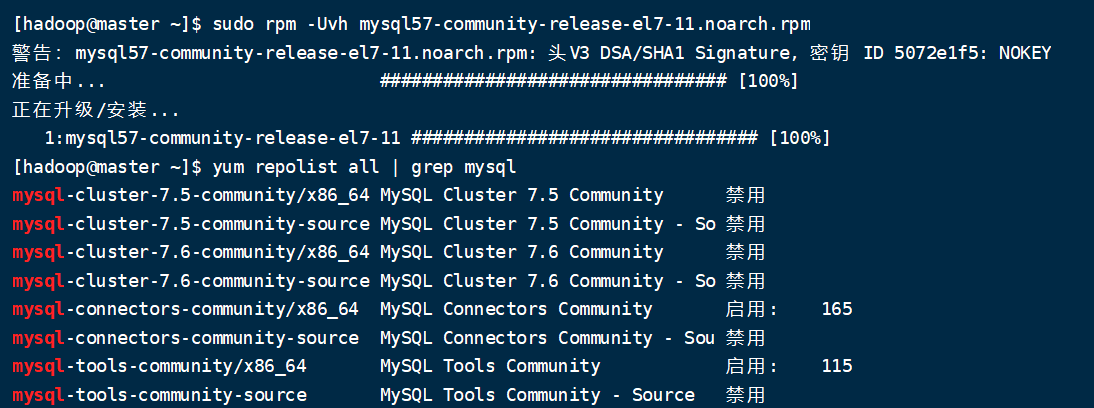 [hadoop@master ~]$ sudo rpm -Uvh mysql57-community-release-el7-11.noarch.rpm
警告：mysql57-community-release-el7-11.noarch.rpm: 头V3 DSA/SHA1 Signature, 密钥 ID 5072e1f5: NOKEY
准备中... ################################# [100%]
正在升级/安装...
1:mysql57-community-release-el7-11 ################################# [100%]
[hadoop@master ~]$ yum repolist all | grep mysql
mysql-cluster-7.5-community/x86_64 MySQL Cluster 7.5 Community 禁用
mysql-cluster-7.5-community-source MySQL Cluster 7.5 Community - So 禁用
mysql-cluster-7.6-community/x86_64 MySQL Cluster 7.6 Community 禁用
mysql-cluster-7.6-community-source MySQL Cluster 7.6 Community - So 禁用
mysql-connectors-community/x86_64 MySQL Connectors Community 启用: 165
mysql-connectors-community-source MySQL Connectors Community - Sou 禁用
mysql-tools-community/x86_64 MySQL Tools Community 启用: 115
mysql-tools-community-source MySQL Tools Community - Source 禁用